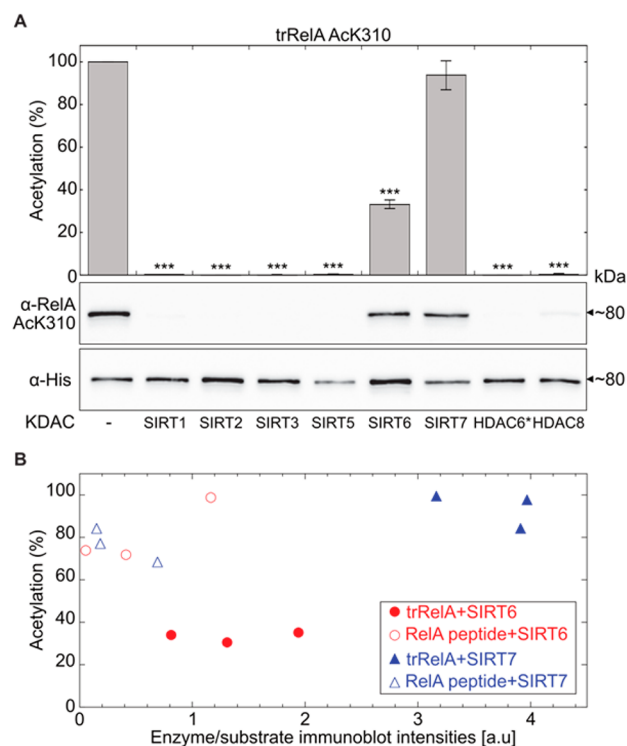 A
trRelA AcK310
Acetylation (%)
100
80
60
40
20
0
*** *** *** *** *** *** ***
kDa
α-RelA
AcK310
~80
α-His
~80
KDAC - SIRT1 SIRT2 SIRT3 SIRT5 SIRT6 SIRT7 HDAC6* HDAC8
B
Acetylation (%)
100
80
60
40
20
0
trRelA+SIRT6
RelA peptide+SIRT6
trRelA+SIRT7
RelA peptide+SIRT7
0 1 2 3 4
Enzyme/substrate immunoblot intensities [a.u]